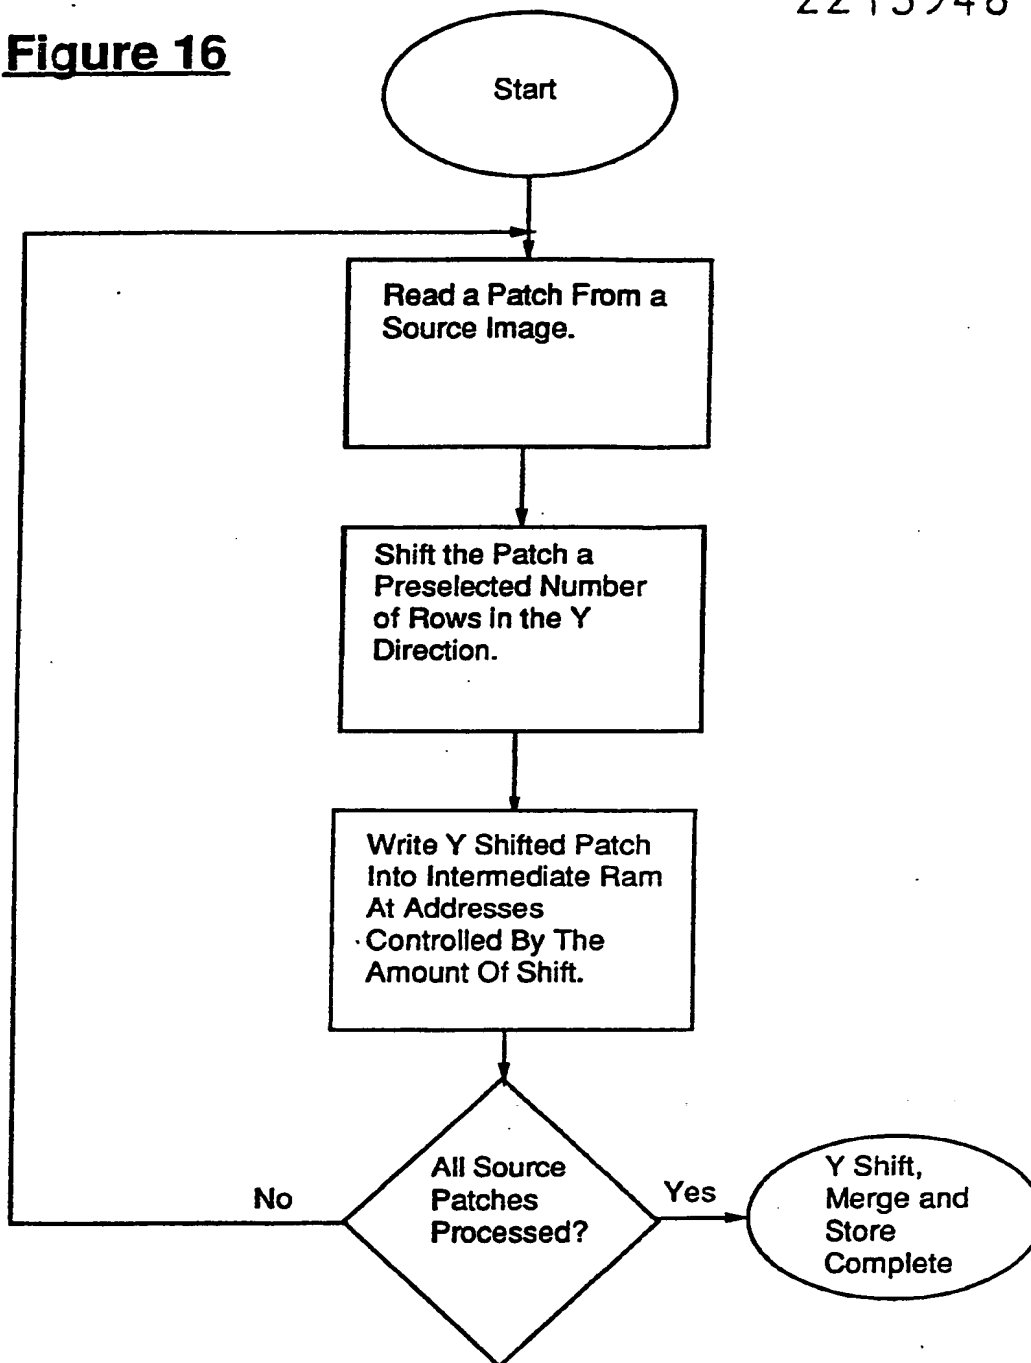 Figure 16
Start
Read a Patch From a
Source Image.
Shift the Patch a
Preselected Number
of Rows in the Y
Direction.
Write Y Shifted Patch
Into Intermediate Ram
At Addresses
Controlled By The
Amount Of Shift.
All Source
Patches
Processed?
No
Yes
Y Shift,
Merge and
Store
Complete